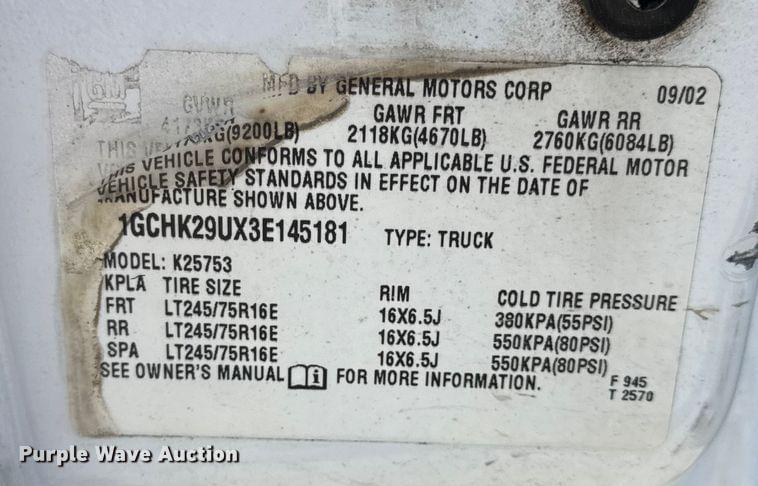 GM
MFD BY GENERAL MOTORS CORP 09/02
GVWR GAWR FRT GAWR RR
4173KG(9200LB) 2118KG(4670LB) 2760KG(6084LB)
THIS VEHICLE CONFORMS TO ALL APPLICABLE U.S. FEDERAL MOTOR
VEHICLE SAFETY STANDARDS IN EFFECT ON THE DATE OF
MANUFACTURE SHOWN ABOVE.
1GCHK29UX3E145181 TYPE: TRUCK
MODEL: K25753
KPLA TIRE SIZE RIM COLD TIRE PRESSURE
FRT LT245/75R16E 16X6.5J 380KPA(55PSI)
RR LT245/75R16E 16X6.5J 550KPA(80PSI)
SPA LT245/75R16E 16X6.5J 550KPA(80PSI)
SEE OWNER'S MANUAL i FOR MORE INFORMATION.
F 945
T 2570
Purple Wave Auction